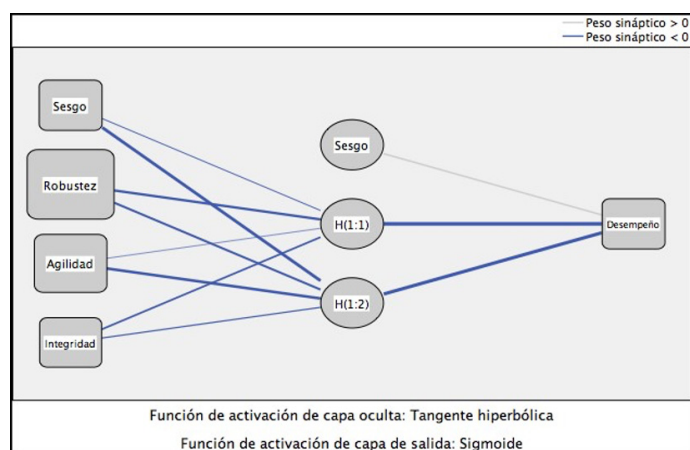 Peso sináptico > 0
Peso sináptico < 0
Sesgo
Sesgo
Robustez
H(1:1)
Desempeño
Agilidad
H(1:2)
Integridad
Función de activación de capa oculta: Tangente hiperbólica
Función de activación de capa de salida: Sigmoide